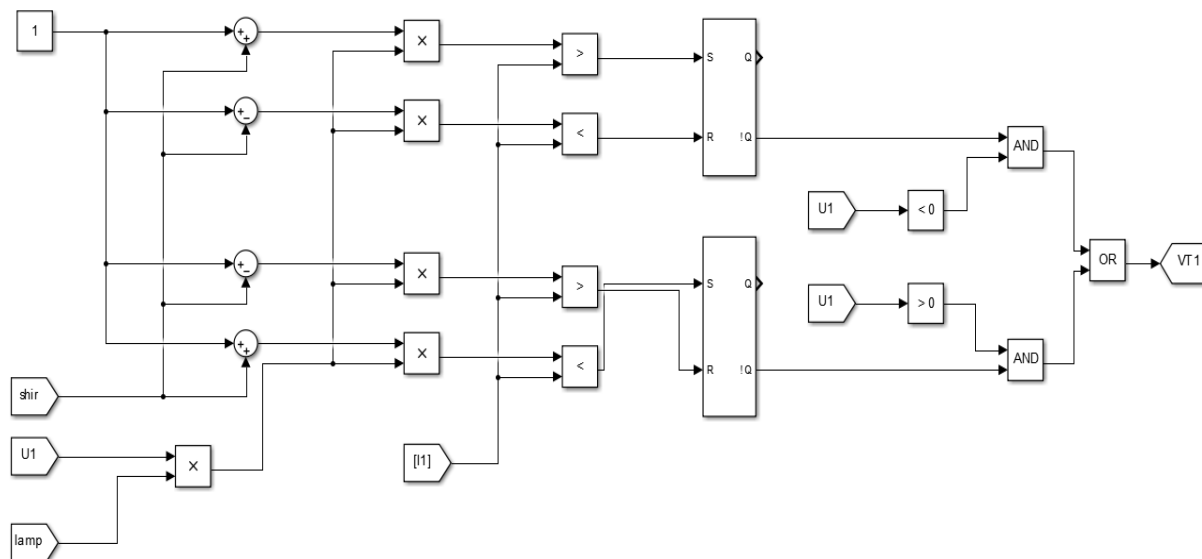 1
+
+
×
>
S
Q
+
−
×
<
R
!Q
AND
U1
< 0
+
−
×
>
S
Q
OR
VT1
U1
> 0
+
+
×
<
R
!Q
AND
shir
U1
×
[I1]
lamp